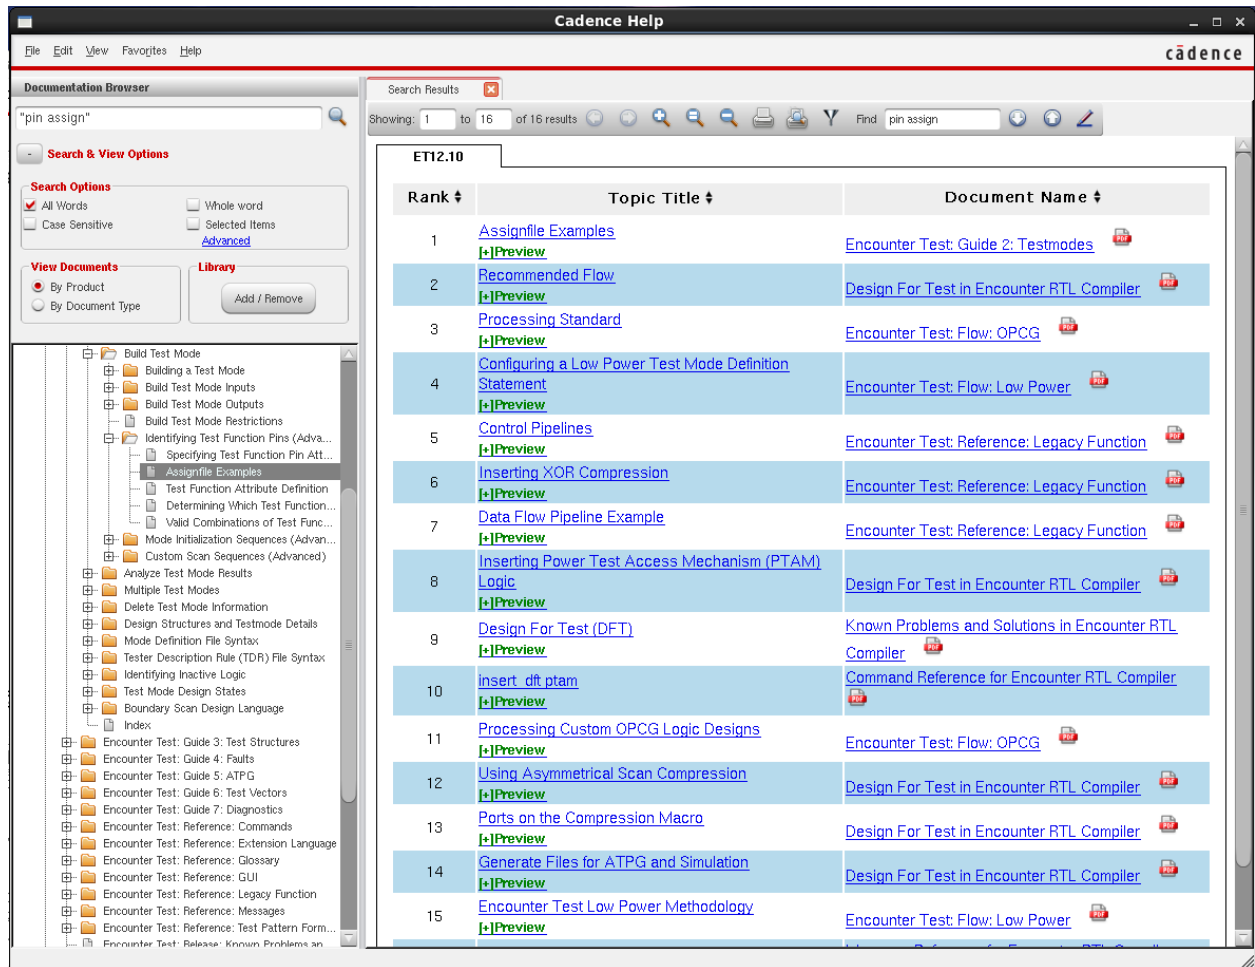 Cadence Help
File Edit View Favorites Help
cādence
Documentation Browser
"pin assign"
- Search & View Options
Search Options
All Words
Whole word
Case Sensitive
Selected Items
Advanced
View Documents
By Product
By Document Type
Library
Add / Remove
Build Test Mode
Building a Test Mode
Build Test Mode Inputs
Build Test Mode Outputs
Build Test Mode Restrictions
Identifying Test Function Pins (Adva...
Specifying Test Function Pin Att...
Assignfile Examples
Test Function Attribute Definition
Determining Which Test Function...
Valid Combinations of Test Func...
Mode Initialization Sequences (Advan...
Custom Scan Sequences (Advanced)
Analyze Test Mode Results
Multiple Test Modes
Delete Test Mode Information
Design Structures and Testmode Details
Mode Definition File Syntax
Tester Description Rule (TDR) File Syntax
Identifying Inactive Logic
Test Mode Design States
Boundary Scan Design Language
Index
Encounter Test: Guide 3: Test Structures
Encounter Test: Guide 4: Faults
Encounter Test: Guide 5: ATPG
Encounter Test: Guide 6: Test Vectors
Encounter Test: Guide 7: Diagnostics
Encounter Test: Reference: Commands
Encounter Test: Reference: Extension Language
Encounter Test: Reference: Glossary
Encounter Test: Reference: GUI
Encounter Test: Reference: Legacy Function
Encounter Test: Reference: Messages
Encounter Test: Reference: Test Pattern Form...
Encounter Test: Release: Known Problems an
Search Results
Showing: 1 to 16 of 16 results Find pin assign
ET12.10
Rank Topic Title Document Name
1 Assignfile Examples
[+]Preview
Encounter Test: Guide 2: Testmodes
2 Recommended Flow
[+]Preview
Design For Test in Encounter RTL Compiler
3 Processing Standard
[+]Preview
Encounter Test: Flow: OPCG
4 Configuring a Low Power Test Mode Definition
Statement
[+]Preview
Encounter Test: Flow: Low Power
5 Control Pipelines
[+]Preview
Encounter Test: Reference: Legacy Function
6 Inserting XOR Compression
[+]Preview
Encounter Test: Reference: Legacy Function
7 Data Flow Pipeline Example
[+]Preview
Encounter Test: Reference: Legacy Function
8 Inserting Power Test Access Mechanism (PTAM)
Logic
[+]Preview
Design For Test in Encounter RTL Compiler
9 Design For Test (DFT)
[+]Preview
Known Problems and Solutions in Encounter RTL
Compiler
10 insert_dft ptam
[+]Preview
Command Reference for Encounter RTL Compiler
11 Processing Custom OPCG Logic Designs
[+]Preview
Encounter Test: Flow: OPCG
12 Using Asymmetrical Scan Compression
[+]Preview
Design For Test in Encounter RTL Compiler
13 Ports on the Compression Macro
[+]Preview
Design For Test in Encounter RTL Compiler
14 Generate Files for ATPG and Simulation
[+]Preview
Design For Test in Encounter RTL Compiler
15 Encounter Test Low Power Methodology
[+]Preview
Encounter Test: Flow: Low Power